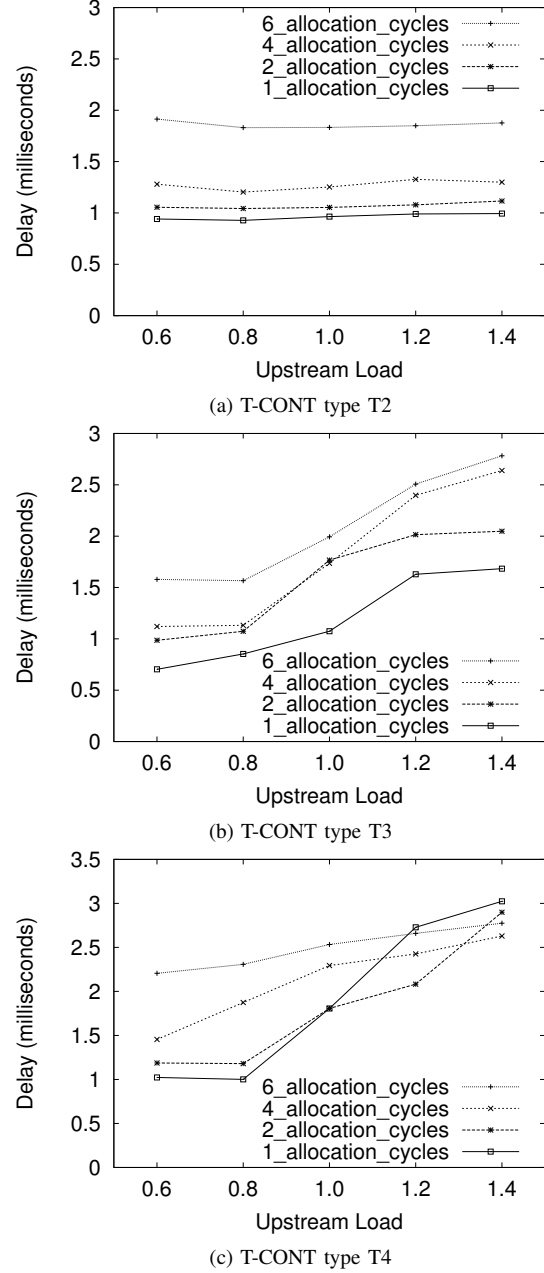 3
2.5
2
1.5
1
0.5
0
Delay (milliseconds)
6_allocation_cycles
4_allocation_cycles
2_allocation_cycles
1_allocation_cycles
0.6 0.8 1.0 1.2 1.4
Upstream Load
(a) T-CONT type T2
3
2.5
2
1.5
1
0.5
0
Delay (milliseconds)
6_allocation_cycles
4_allocation_cycles
2_allocation_cycles
1_allocation_cycles
0.6 0.8 1.0 1.2 1.4
Upstream Load
(b) T-CONT type T3
3.5
3
2.5
2
1.5
1
0.5
0
Delay (milliseconds)
6_allocation_cycles
4_allocation_cycles
2_allocation_cycles
1_allocation_cycles
0.6 0.8 1.0 1.2 1.4
Upstream Load
(c) T-CONT type T4